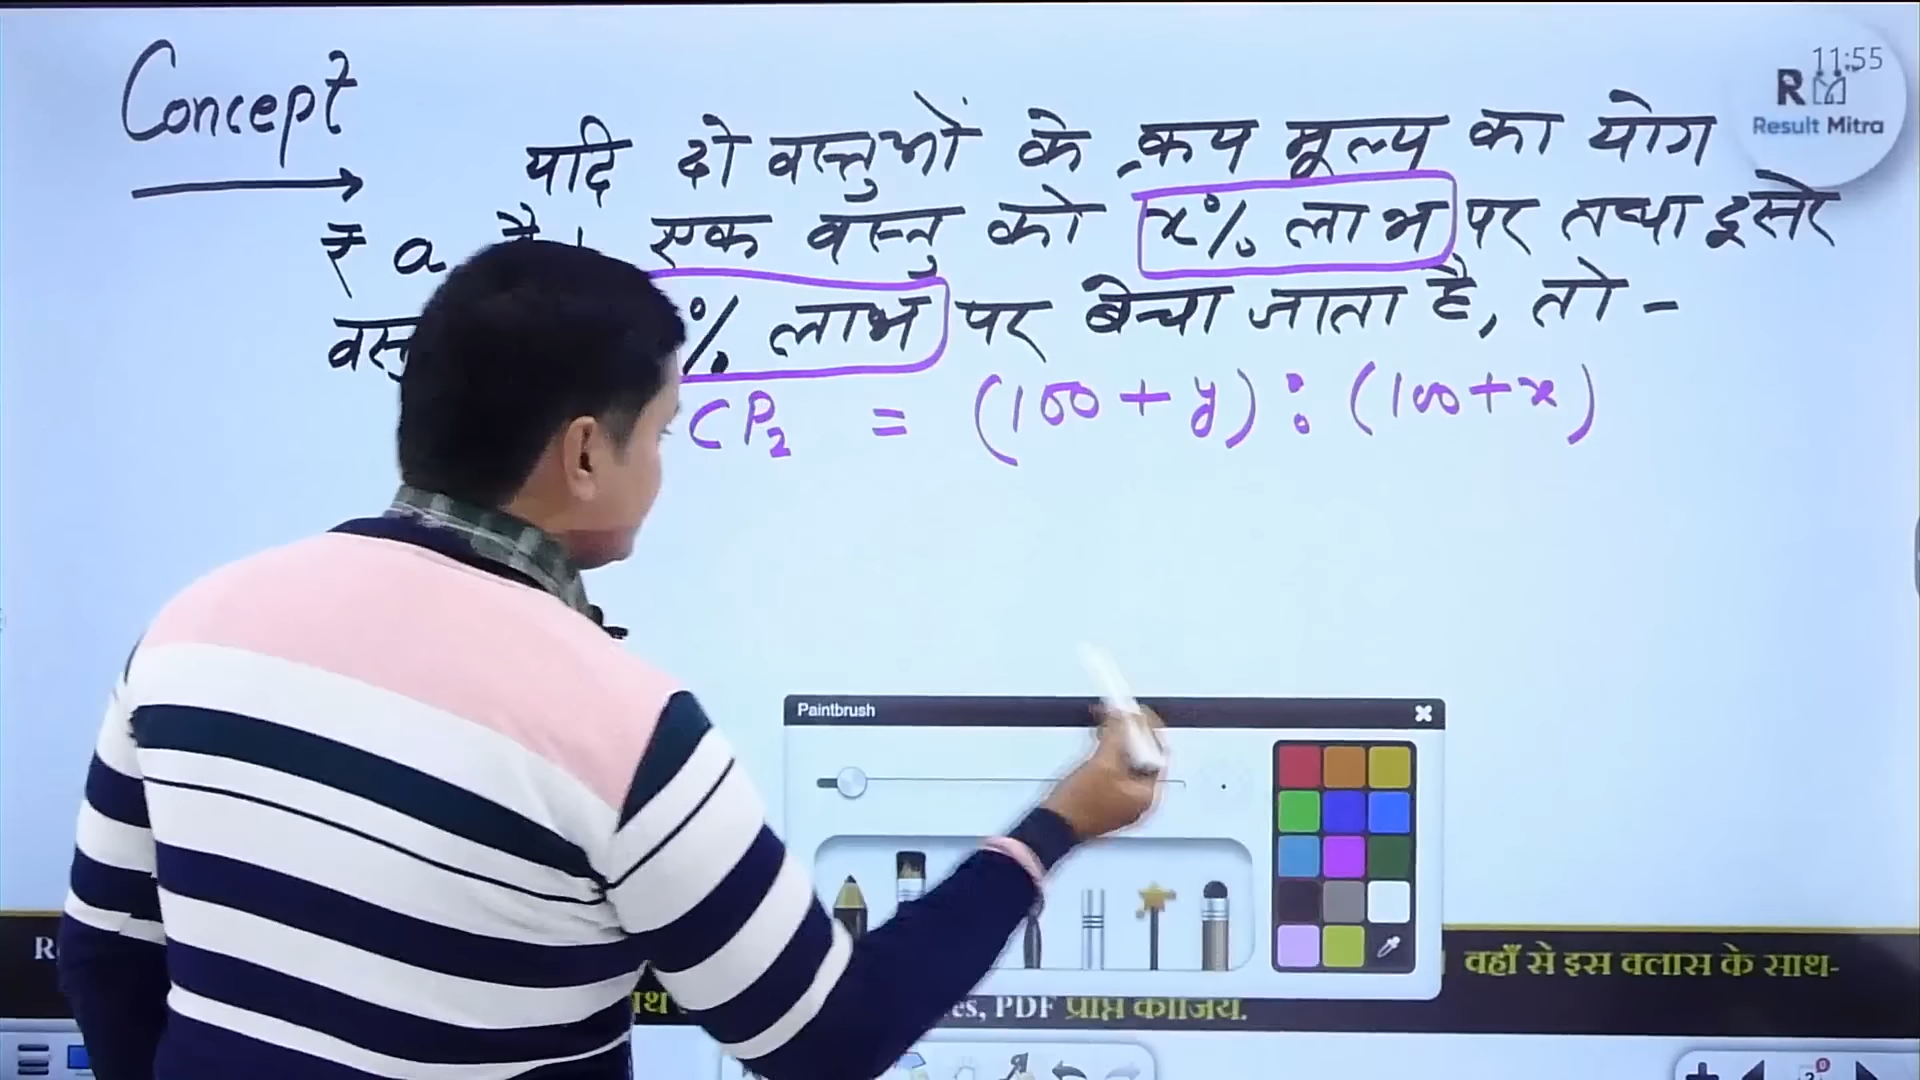 Concept
11:55
RM
Result Mitra
यदि दो वस्तुओं के क्रय मूल्य का योग
₹ a है। एक वस्तु को x% लाभ पर तथा दूसरे
% लाभ पर बेचा जाता है, तो -
CP₂ = (100 + y) : (100 + x)
Paintbrush
वहाँ से इस क्लास के साथ-
PDF प्राप्त कीजिये.